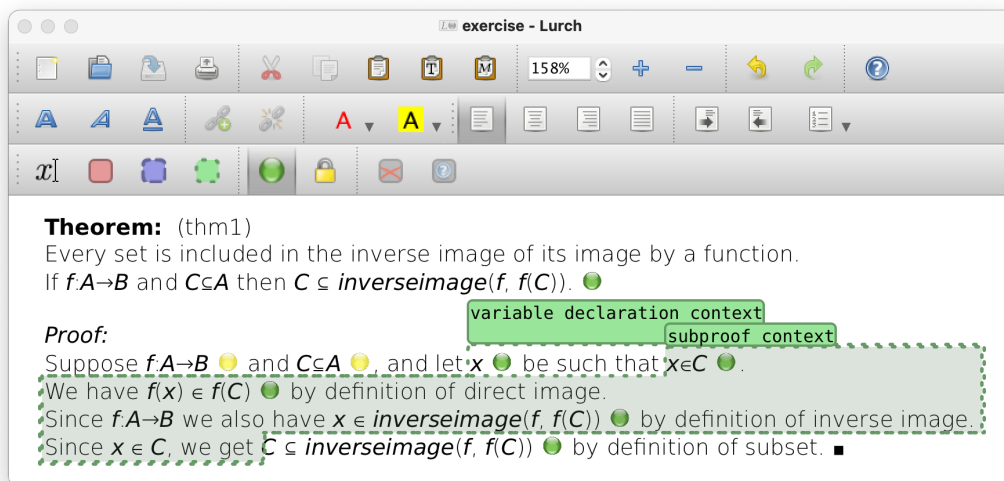 exercise - Lurch
158%
A A A A A
x
Theorem: (thm1)
Every set is included in the inverse image of its image by a function.
If f:A→B and C⊆A then C ⊆ inverseimage(f, f(C)).
variable declaration context
Proof:
subproof context
Suppose f:A→B and C⊆A , and let x be such that x∈C .
We have f(x) ∈ f(C) by definition of direct image.
Since f:A→B we also have x ∈ inverseimage(f, f(C)) by definition of inverse image.
Since x ∈ C, we get C ⊆ inverseimage(f, f(C)) by definition of subset. ■